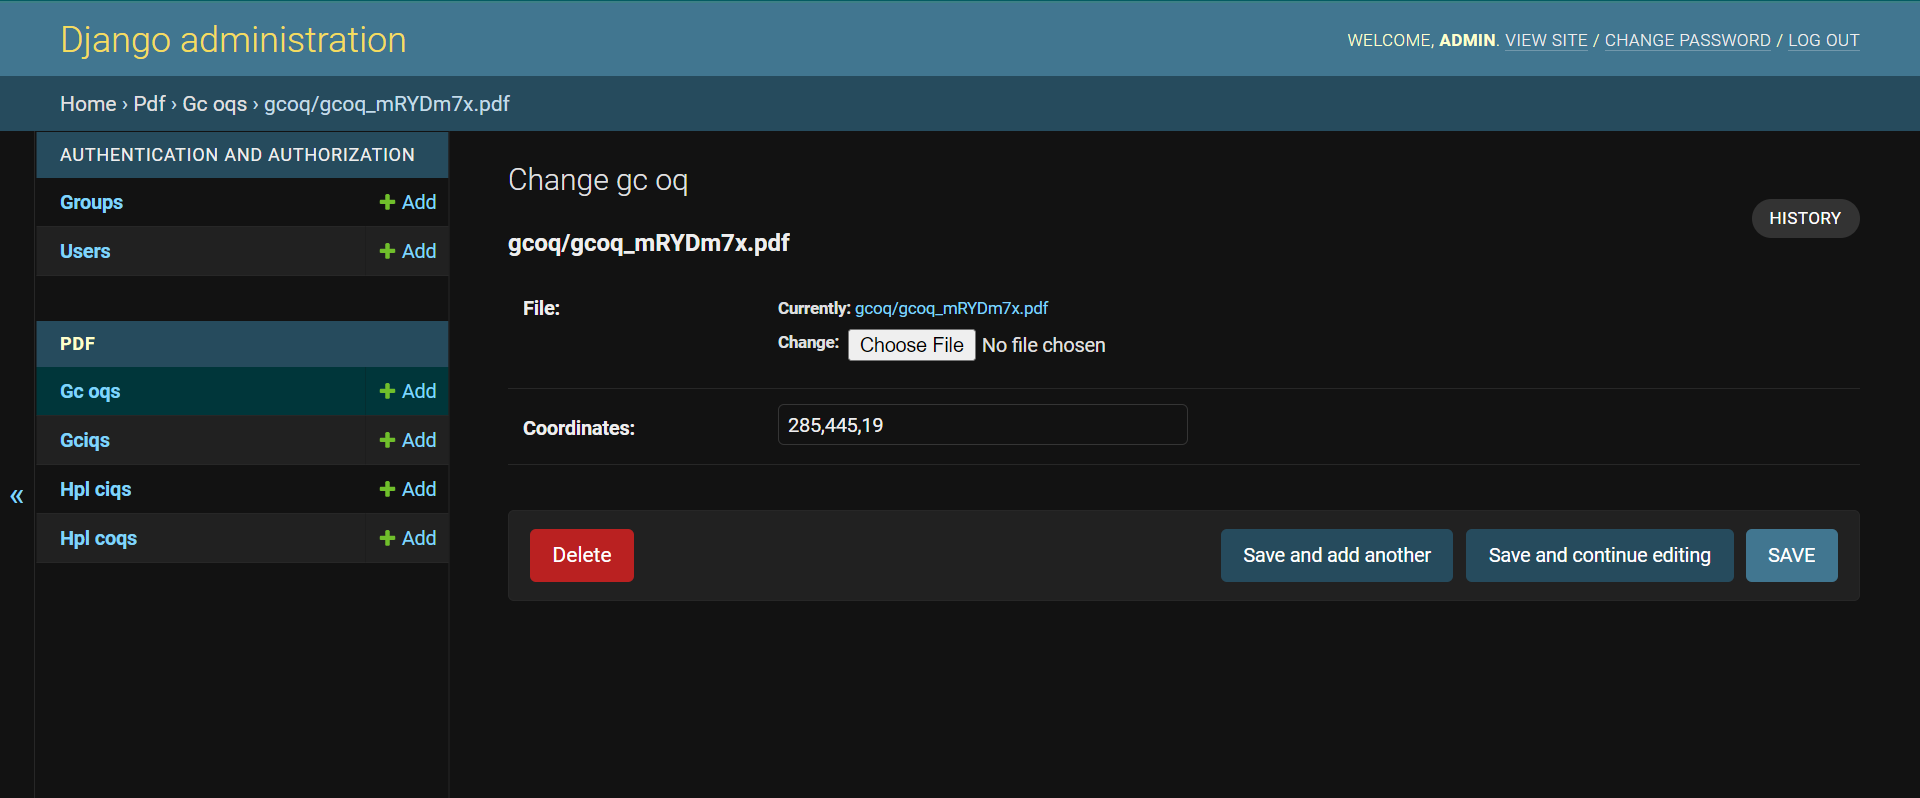 Django administration
WELCOME, ADMIN. VIEW SITE / CHANGE PASSWORD / LOG OUT
Home › Pdf › Gc oqs › gcoq/gcoq_mRYDm7x.pdf
AUTHENTICATION AND AUTHORIZATION
Groups + Add
Users + Add
PDF
Gc oqs + Add
Gciqs + Add
Hpl ciqs + Add
Hpl coqs + Add
«
Change gc oq
HISTORY
gcoq/gcoq_mRYDm7x.pdf
File: Currently: gcoq/gcoq_mRYDm7x.pdf
Change: Choose File No file chosen
Coordinates: 285,445,19
Delete Save and add another Save and continue editing SAVE